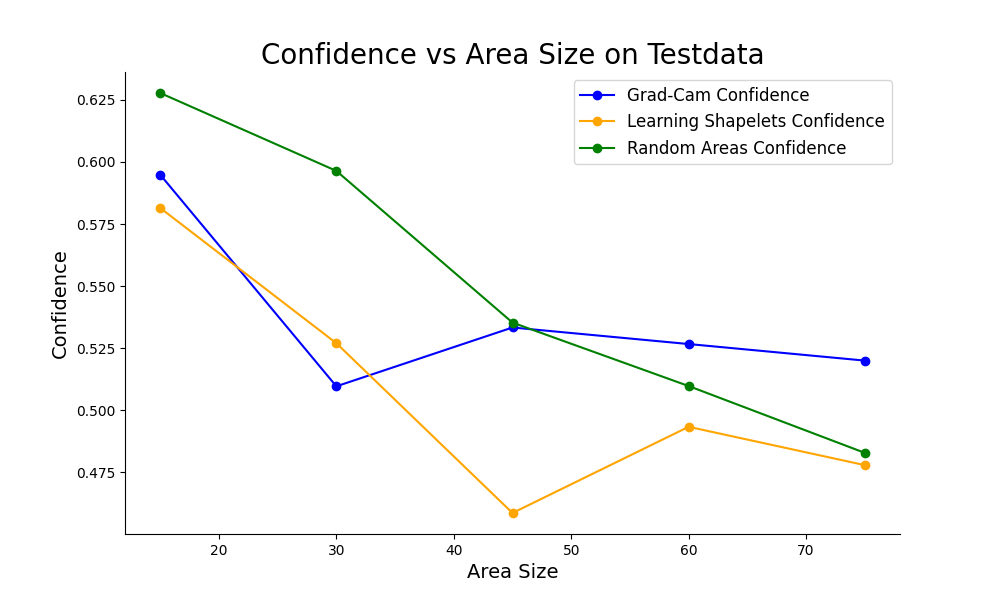 Confidence vs Area Size on Testdata
Grad-Cam Confidence
Learning Shapelets Confidence
Random Areas Confidence
Confidence
0.625
0.600
0.575
0.550
0.525
0.500
0.475
20 30 40 50 60 70
Area Size